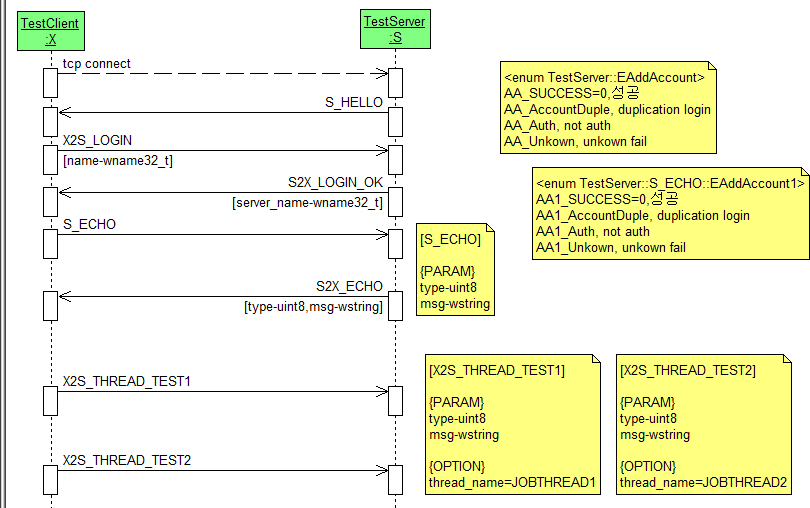 TestClient
:X
TestServer
:S
tcp connect
S_HELLO
X2S_LOGIN
[name-wname32_t]
S2X_LOGIN_OK
[server_name-wname32_t]
S_ECHO
S2X_ECHO
[type-uint8,msg-wstring]
X2S_THREAD_TEST1
X2S_THREAD_TEST2
<enum TestServer::EAddAccount>
AA_SUCCESS=0,성공
AA_AccountDuple, duplication login
AA_Auth, not auth
AA_Unkown, unkown fail
<enum TestServer::S_ECHO::EAddAccount1>
AA1_SUCCESS=0,성공
AA1_AccountDuple, duplication login
AA1_Auth, not auth
AA1_Unkown, unkown fail
[S_ECHO]
{PARAM}
type-uint8
msg-wstring
[X2S_THREAD_TEST1]
{PARAM}
type-uint8
msg-wstring
{OPTION}
thread_name=JOBTHREAD1
[X2S_THREAD_TEST2]
{PARAM}
type-uint8
msg-wstring
{OPTION}
thread_name=JOBTHREAD2